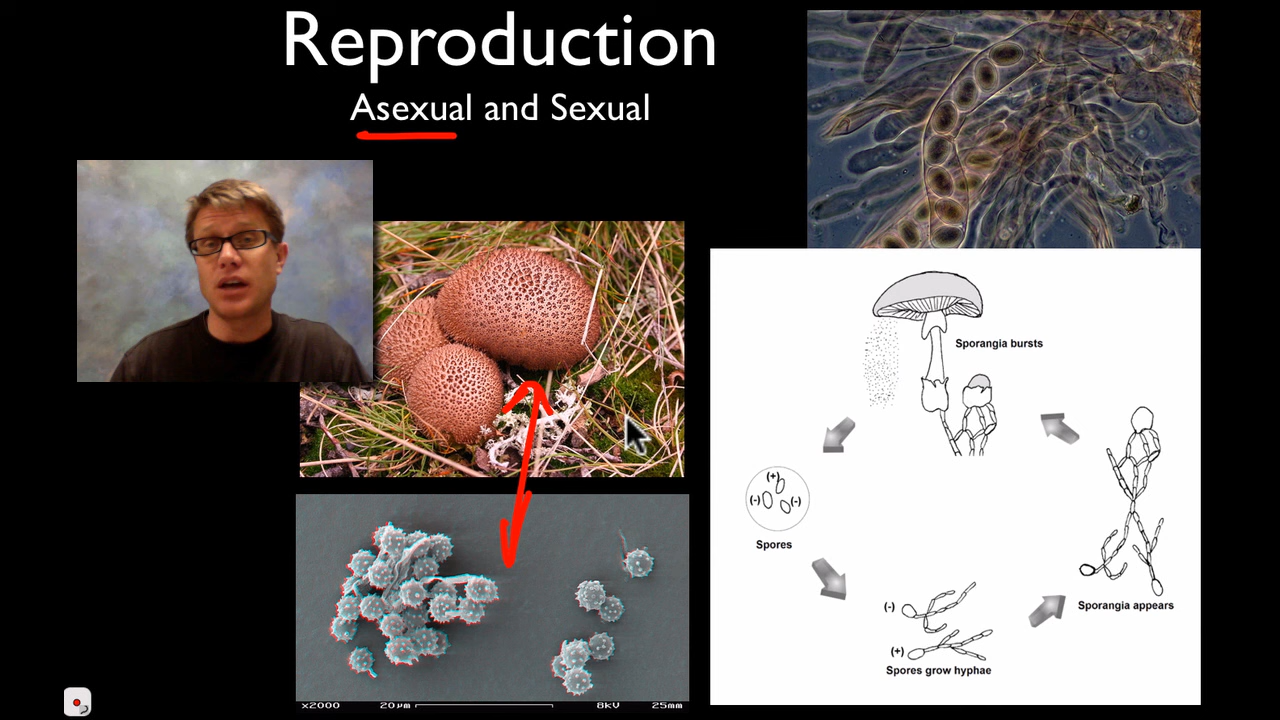 Reproduction
Asexual and Sexual
Sporangia bursts
(+)
(-)
(-)
Spores
(-)
(+)
Spores grow hyphae
Sporangia appears
x2000 20µm 8kV 25mm